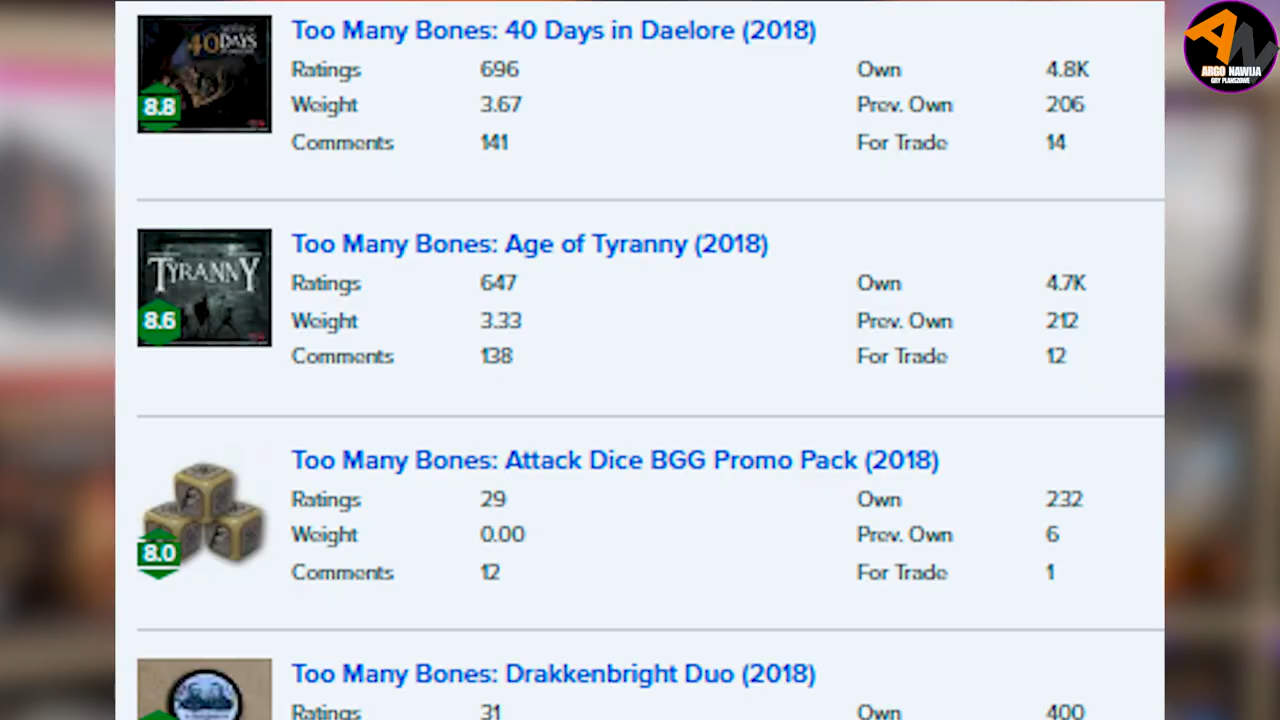 Too Many Bones: 40 Days in Daelore (2018)
40 DAYS
8.8
Ratings 696 Own 4.8K
Weight 3.67 Prev. Own 206
Comments 141 For Trade 14
ARGO NAWIJA
GRY PLANSZOWE
Too Many Bones: Age of Tyranny (2018)
TYRANNY
8.6
Ratings 647 Own 4.7K
Weight 3.33 Prev. Own 212
Comments 138 For Trade 12
Too Many Bones: Attack Dice BGG Promo Pack (2018)
8.0
Ratings 29 Own 232
Weight 0.00 Prev. Own 6
Comments 12 For Trade 1
Too Many Bones: Drakkenbright Duo (2018)
Ratings 31 Own 400